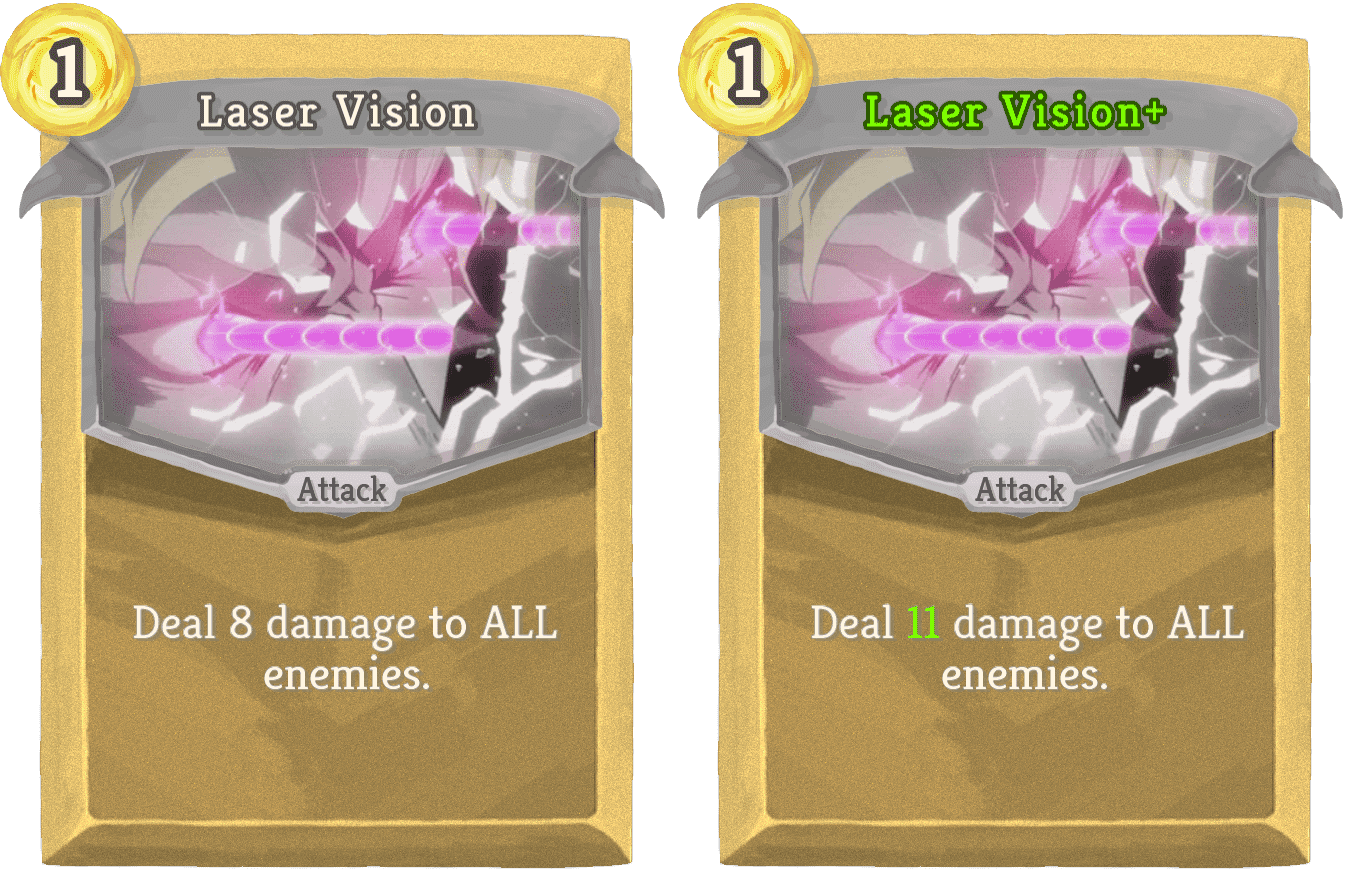 1
Laser Vision
Attack
Deal 8 damage to ALL
enemies.
1
Laser Vision+
Attack
Deal 11 damage to ALL
enemies.